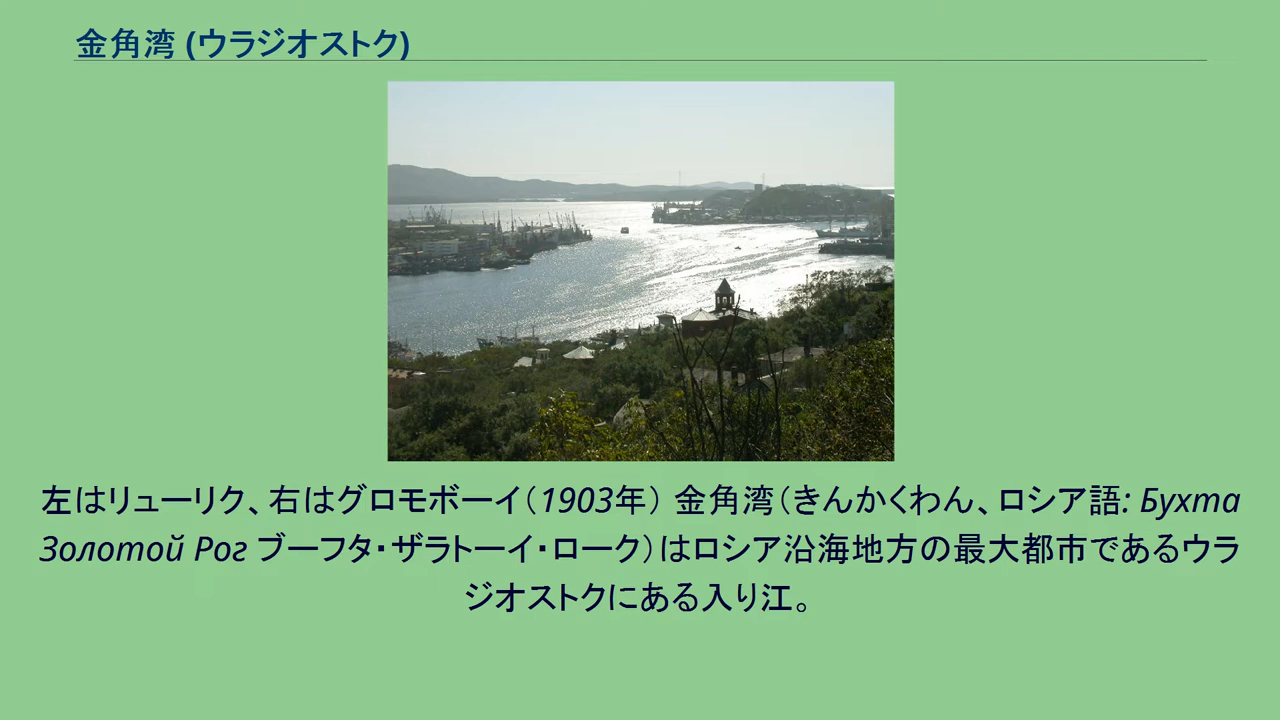 金角湾 (ウラジオストク)
左はリューリク、右はグロモボーイ（1903年） 金角湾（きんかくわん、ロシア語: Бухта
Золотой Рог ブーフタ・ザラトーイ・ローク）はロシア沿海地方の最大都市であるウラ
ジオストクにある入り江。